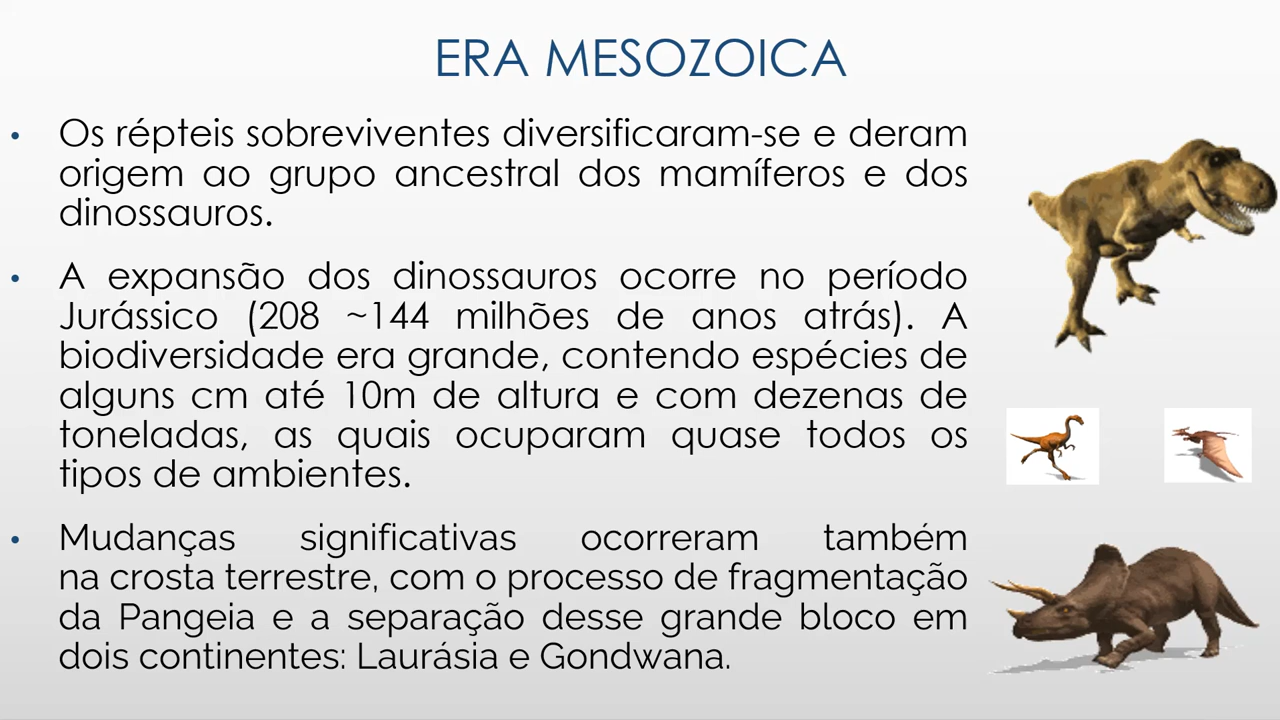 ERA MESOZOICA
• Os répteis sobreviventes diversificaram-se e deram
origem ao grupo ancestral dos mamíferos e dos
dinossauros.
• A expansão dos dinossauros ocorre no período
Jurássico (208 ~144 milhões de anos atrás). A
biodiversidade era grande, contendo espécies de
alguns cm até 10m de altura e com dezenas de
toneladas, as quais ocuparam quase todos os
tipos de ambientes.
• Mudanças significativas ocorreram também
na crosta terrestre, com o processo de fragmentação
da Pangeia e a separação desse grande bloco em
dois continentes: Laurásia e Gondwana.